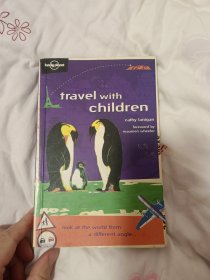 lonely planet
travel with
children
cathy lanigan
foreword by
maureen wheeler
look at the world from
a different angle